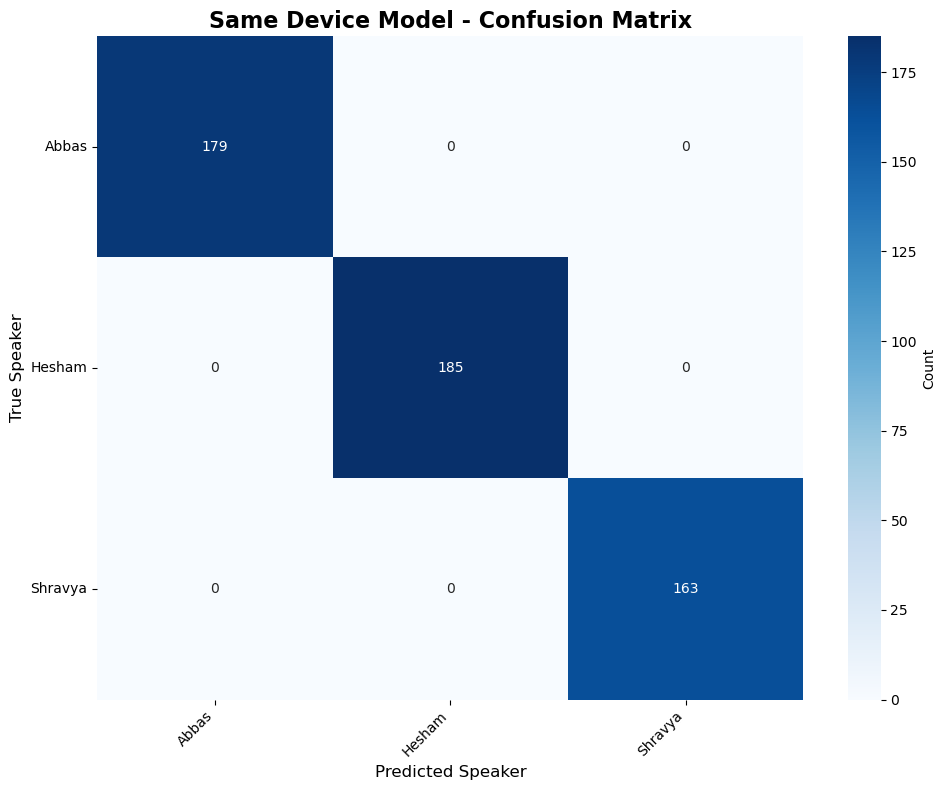 Same Device Model - Confusion Matrix
Abbas
179
0
0
Hesham
0
185
0
Shravya
0
0
163
Abbas
Hesham
Shravya
Predicted Speaker
True Speaker
175
150
125
100
75
50
25
0
Count